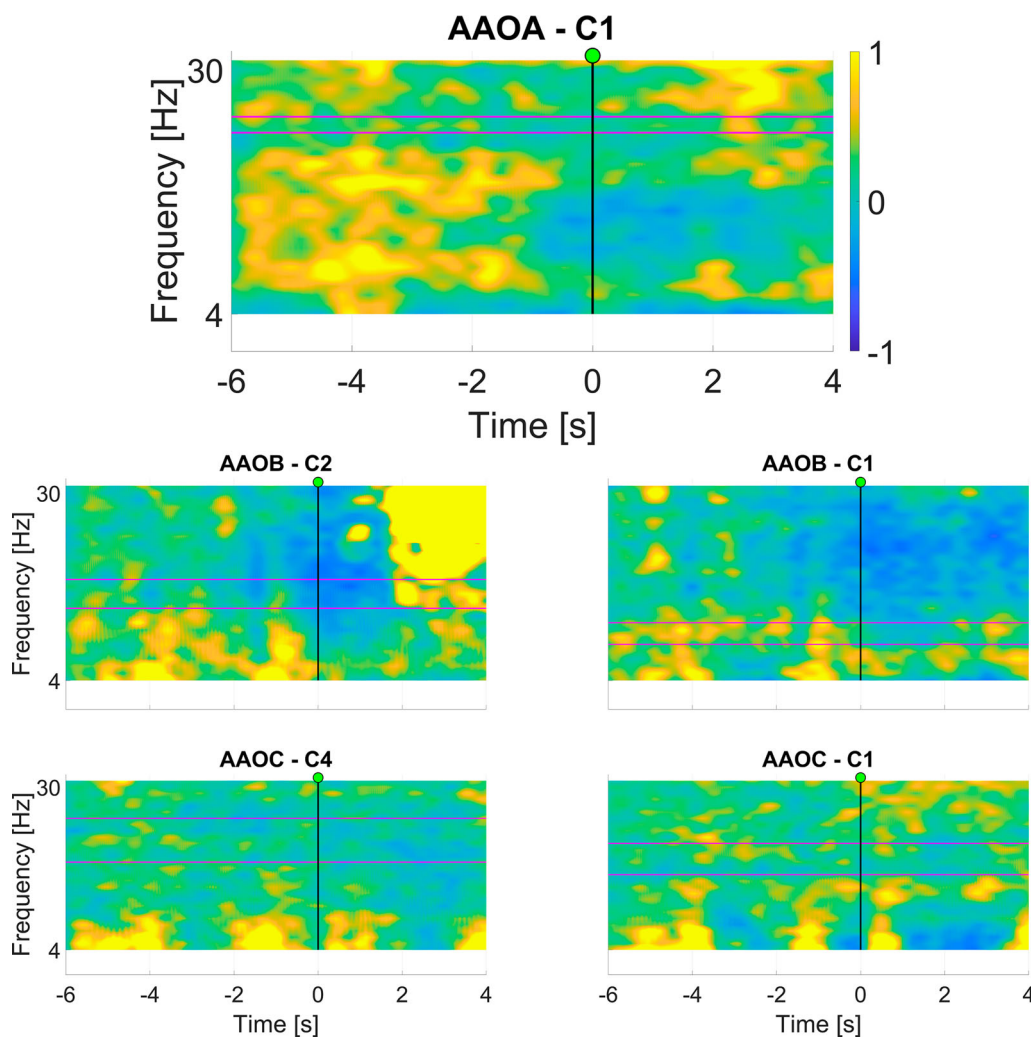 AAOA - C1
30
Frequency [Hz]
4
1
0
-1
-6 -4 -2 0 2 4
Time [s]
AAOB - C2
30
Frequency [Hz]
4
AAOB - C1
AAOC - C4
30
Frequency [Hz]
4
-6 -4 -2 0 2 4
Time [s]
AAOC - C1
-6 -4 -2 0 2 4
Time [s]